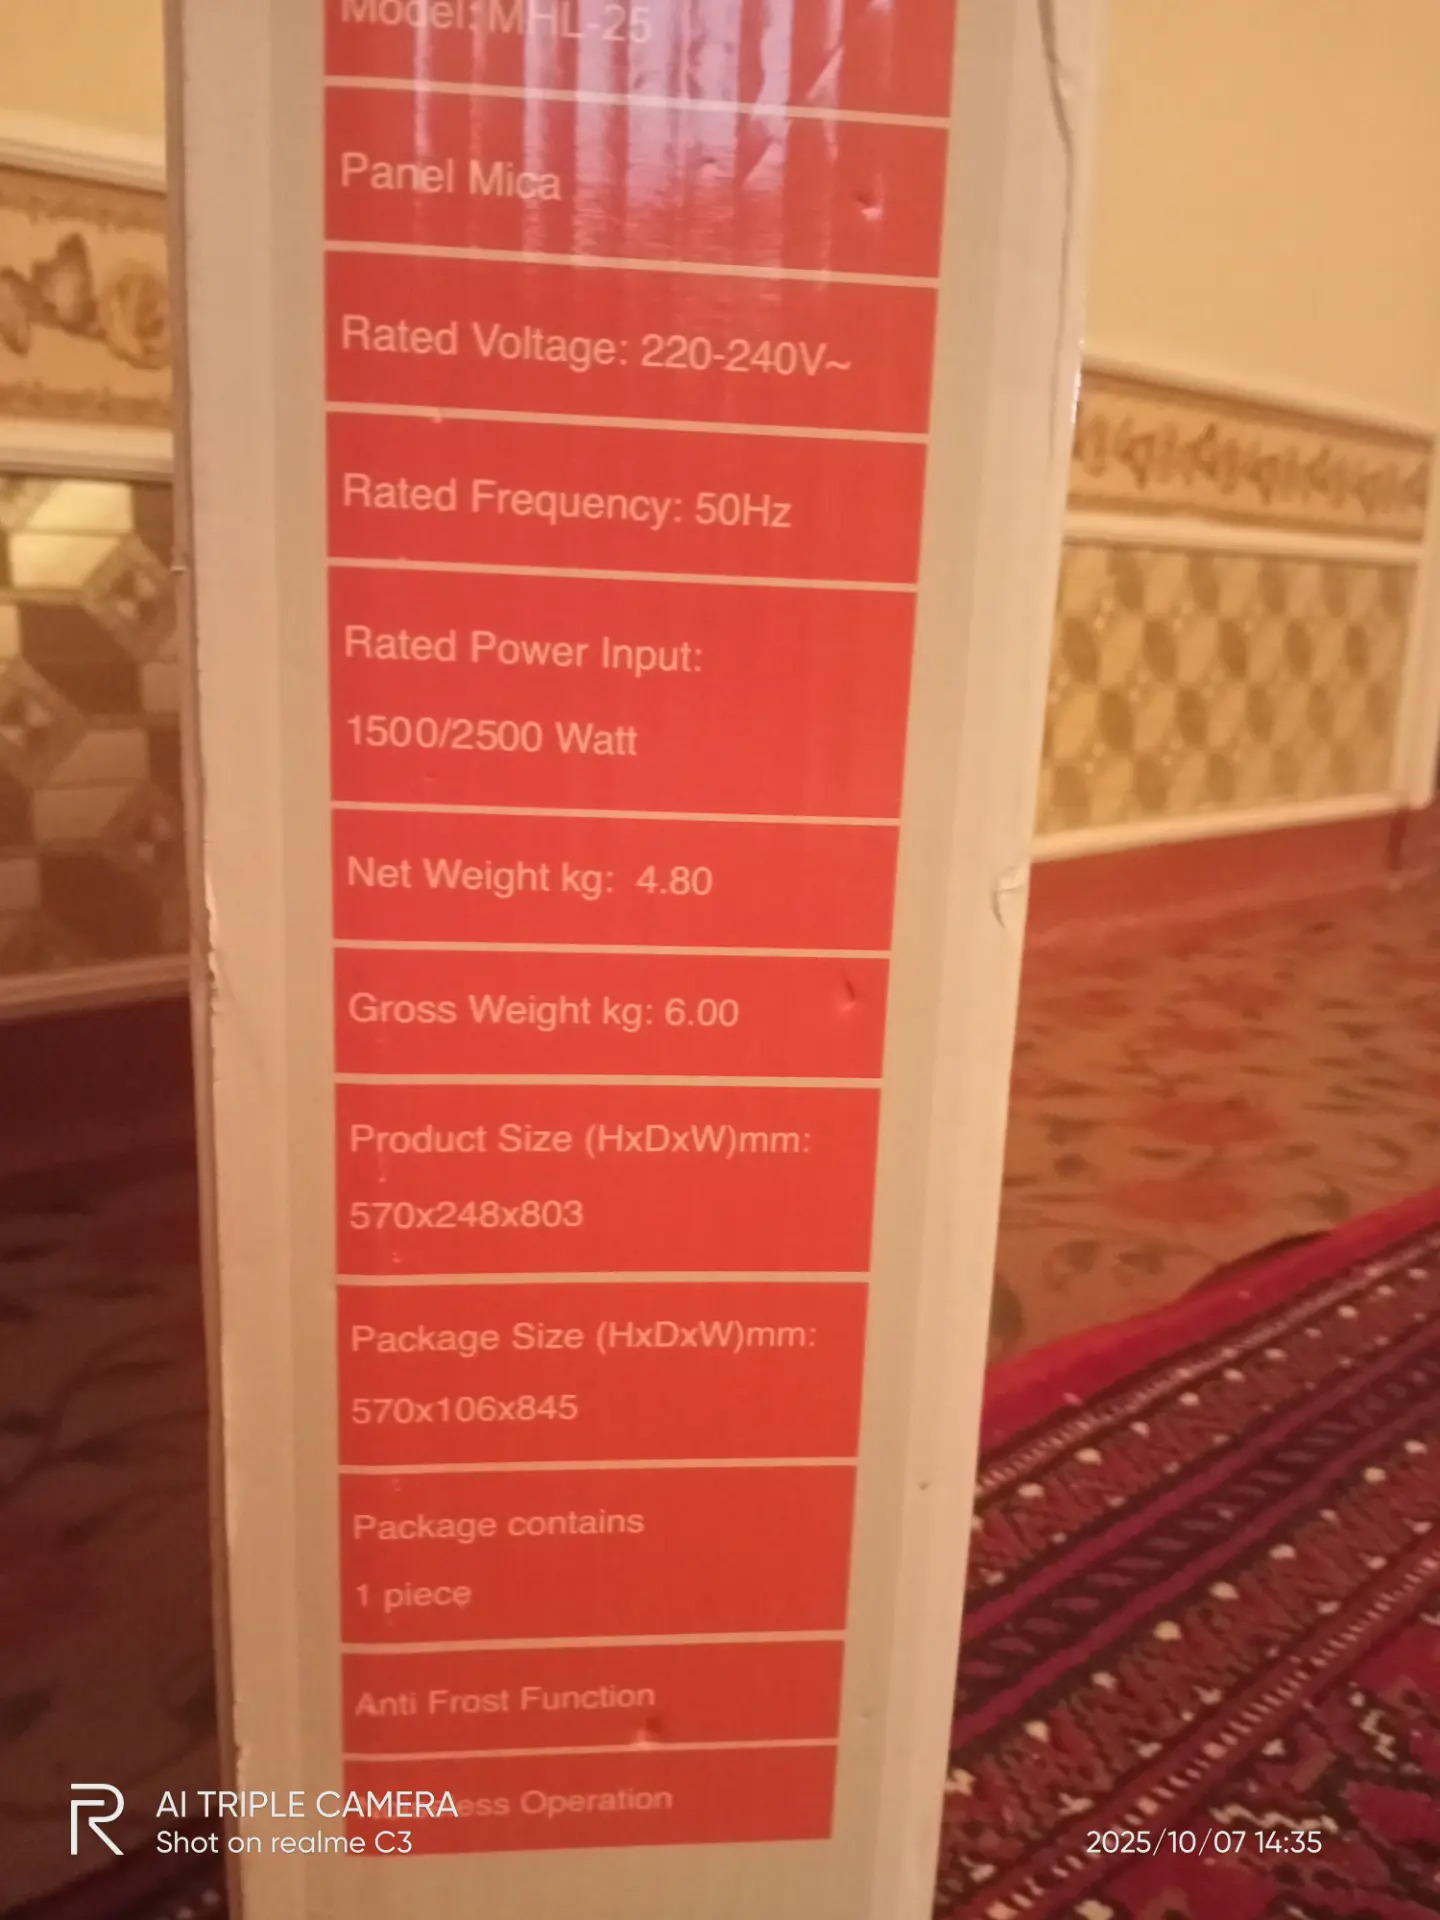 Model: MHL-25
Panel Mica
Rated Voltage: 220-240V~
Rated Frequency: 50Hz
Rated Power Input:
1500/2500 Watt
Net Weight kg: 4.80
Gross Weight kg: 6.00
Product Size (HxDxW)mm:
570x248x803
Package Size (HxDxW)mm:
570x106x845
Package contains
1 piece
Anti Frost Function
Operation
AI TRIPLE CAMERA
Shot on realme C3
2025/10/07 14:35